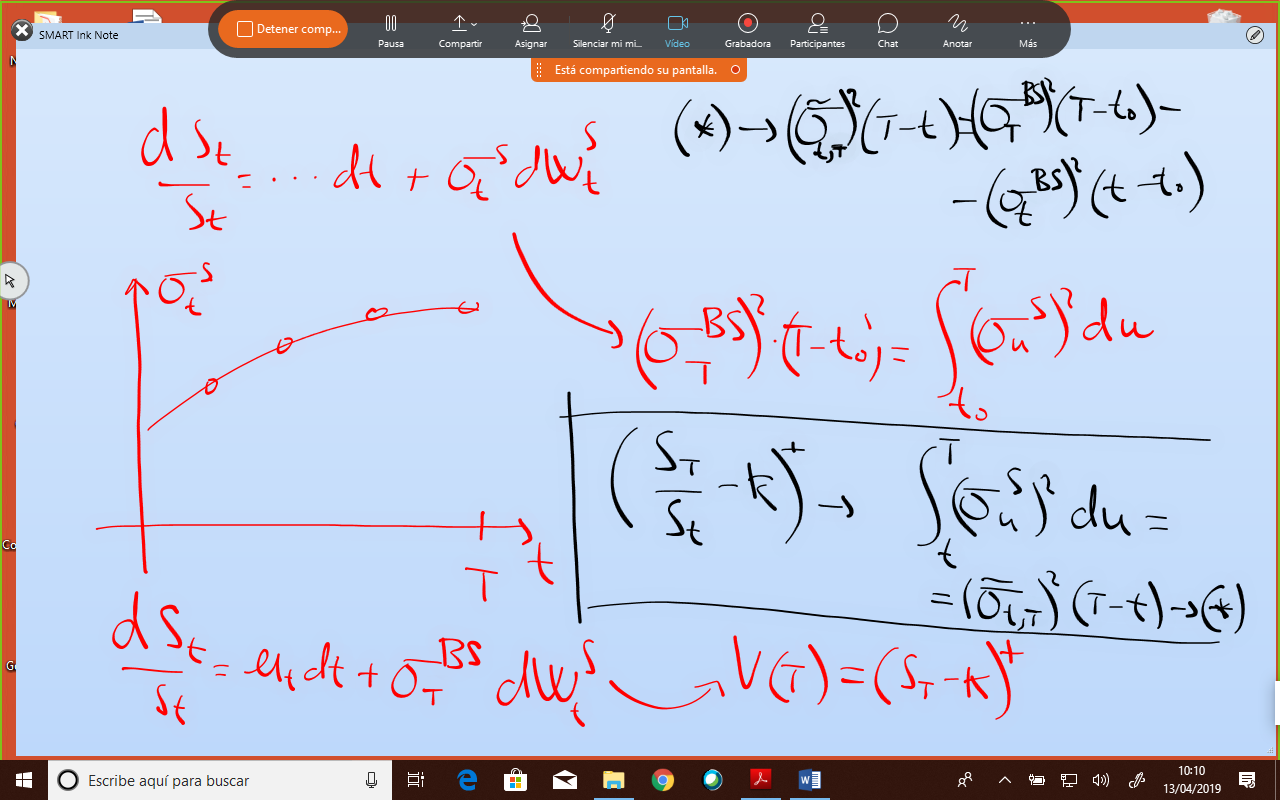 SMART Ink Note
Detener comp...
Pausa
Compartir
Asignar
Silenciar mi mi...
Vídeo
Grabadora
Participantes
Chat
Anotar
Más
Está compartiendo su pantalla.
dS_t/S_t = ... dt + σ_t^S dW_t^S
(*) → (σ̃_{t,T})² (T-t) = (σ_T^{BS})² (T-t_0) -
- (σ_t^{BS})² (t-t_0)
σ_t^S
(σ_T^{BS})² · (T-t_0) = ∫_{t_0}^T (σ_u^S)² du
(S_T/S_t - K)^+ → ∫_t^T (σ_u^S)² du =
= (σ̃_{t,T})² (T-t) → (*)
t
T
dS_t/S_t = μ_t dt + σ_T^{BS} dW_t^S
V(T) = (S_T - K)^+
Escribe aquí para buscar
10:10
13/04/2019